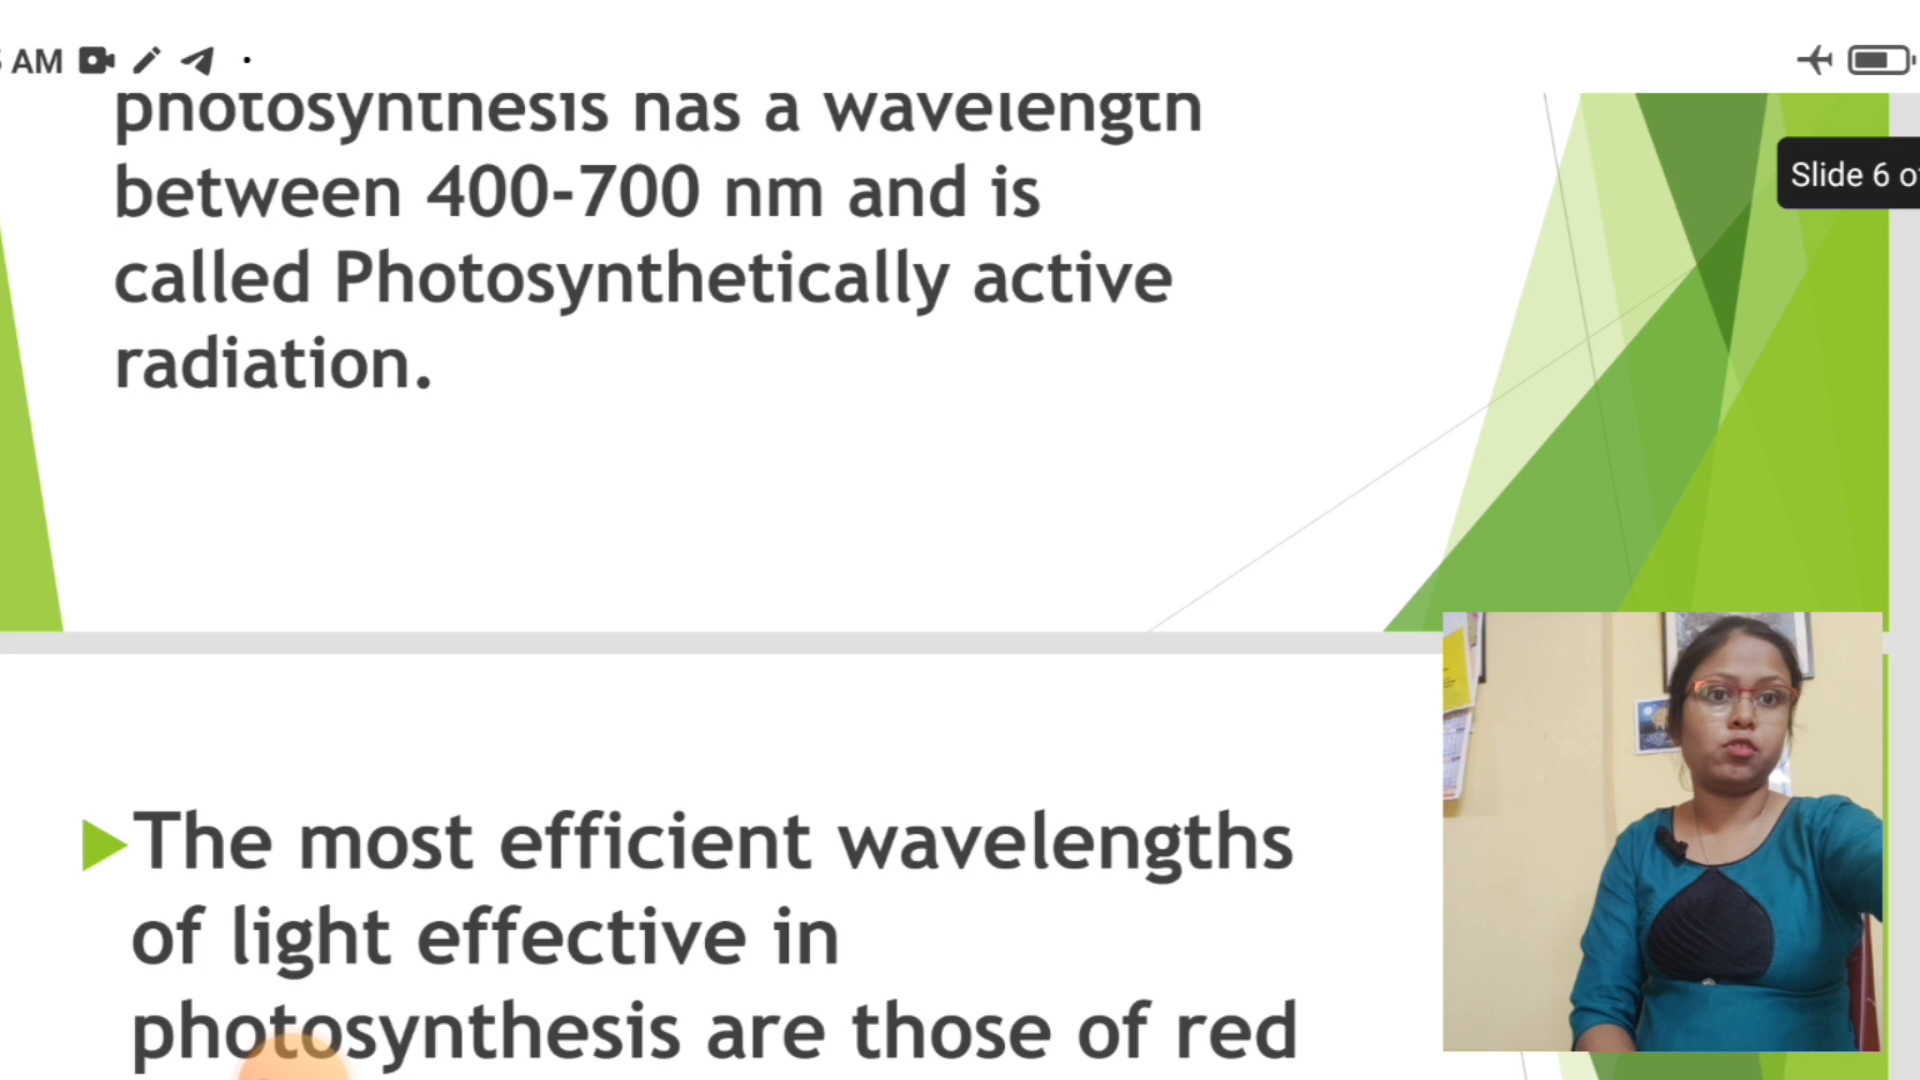 AM
photosynthesis has a wavelength
Slide 6 of
between 400-700 nm and is
called Photosynthetically active
radiation.
The most efficient wavelengths
of light effective in
photosynthesis are those of red